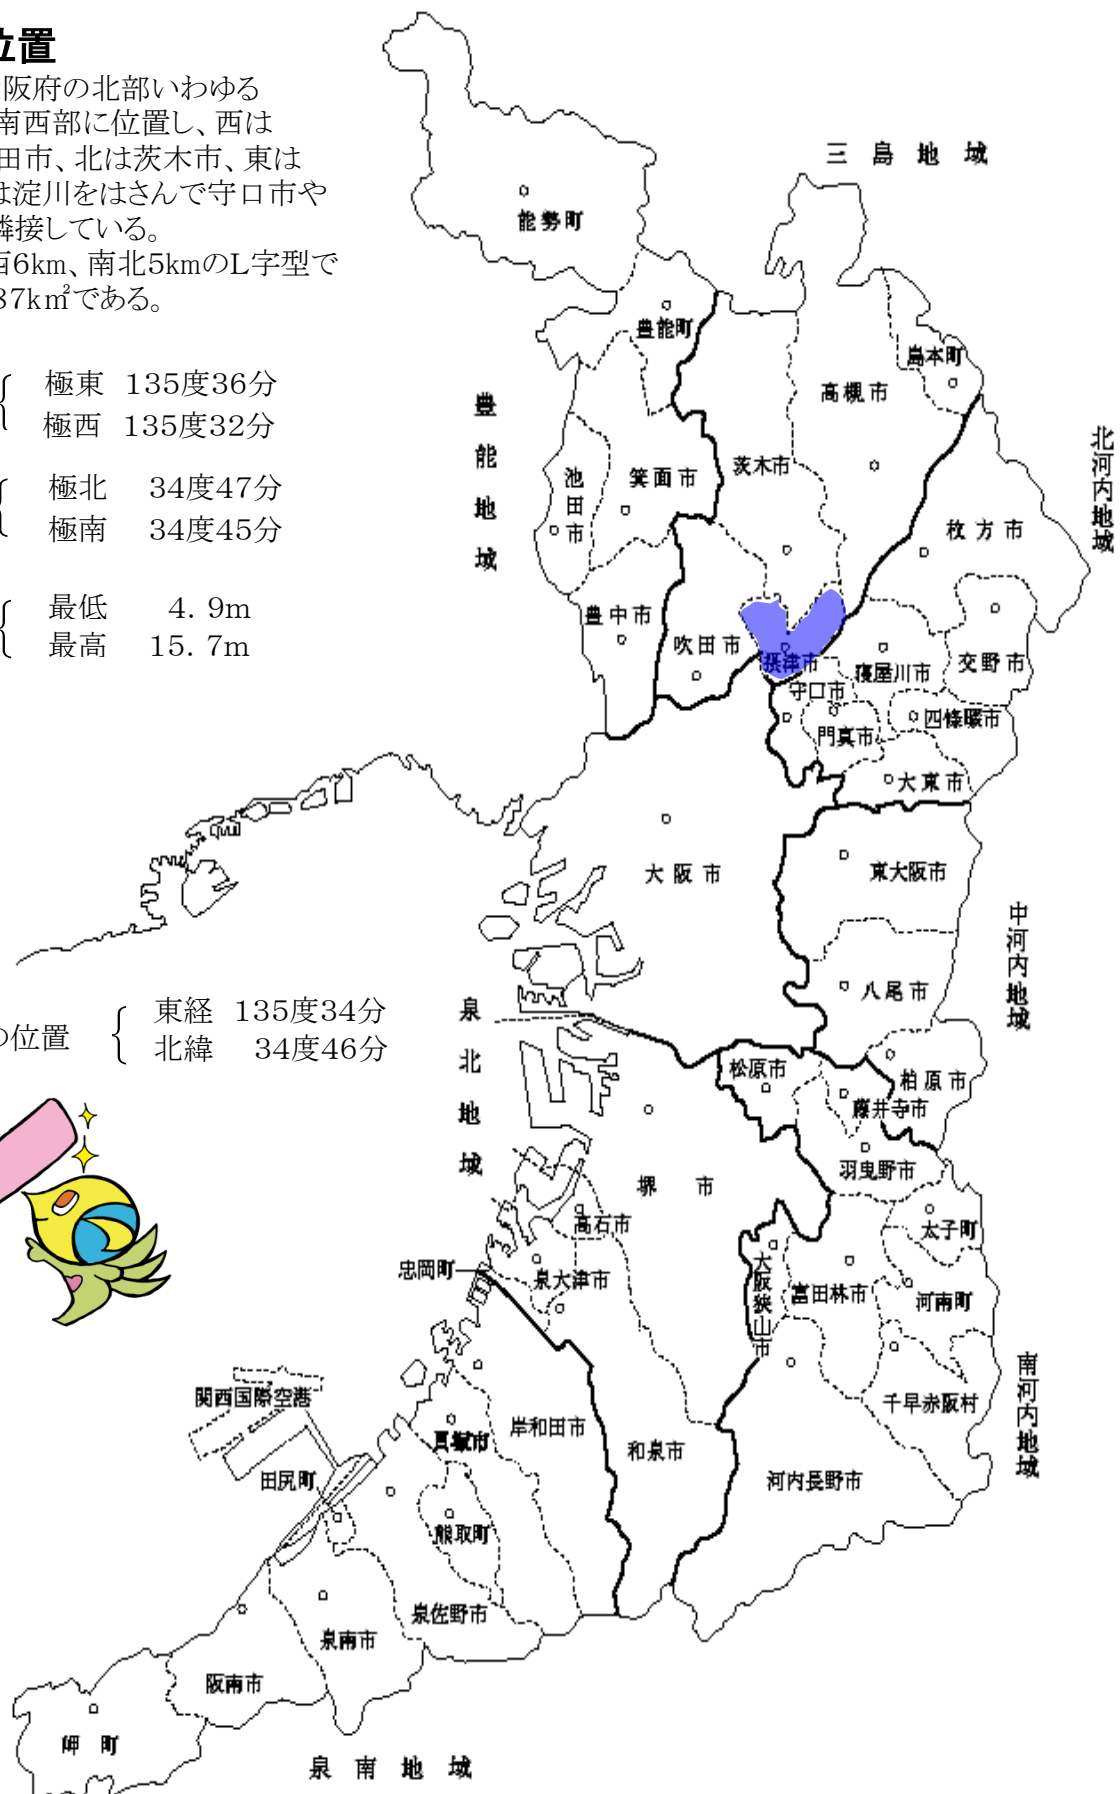 位置
阪府の北部いわゆる
南西部に位置し、西は
田市、北は茨木市、東は
は淀川をはさんで守口市や
隣接している。
西6km、南北5kmのL字型で
87k㎡である。
極東 135度36分
極西 135度32分
極北 34度47分
極南 34度45分
最低 4.9m
最高 15.7m
の位置
東経 135度34分
北緯 34度46分
三島地域
能勢町
豊能町
島本町
高槻市
豊能地域
北河内地域
茨木市
池田市
箕面市
枚方市
豊中市
吹田市
摂津市
寝屋川市
交野市
守口市
門真市
四條畷市
大東市
大阪市
東大阪市
中河内地域
八尾市
泉北地域
松原市
柏原市
藤井寺市
羽曳野市
堺市
高石市
太子町
忠岡町
泉大津市
大阪狭山市
富田林市
河南町
南河内地域
関西国際空港
千早赤阪村
岸和田市
貝塚市
和泉市
河内長野市
田尻町
熊取町
泉佐野市
泉南市
阪南市
岬町
泉南地域